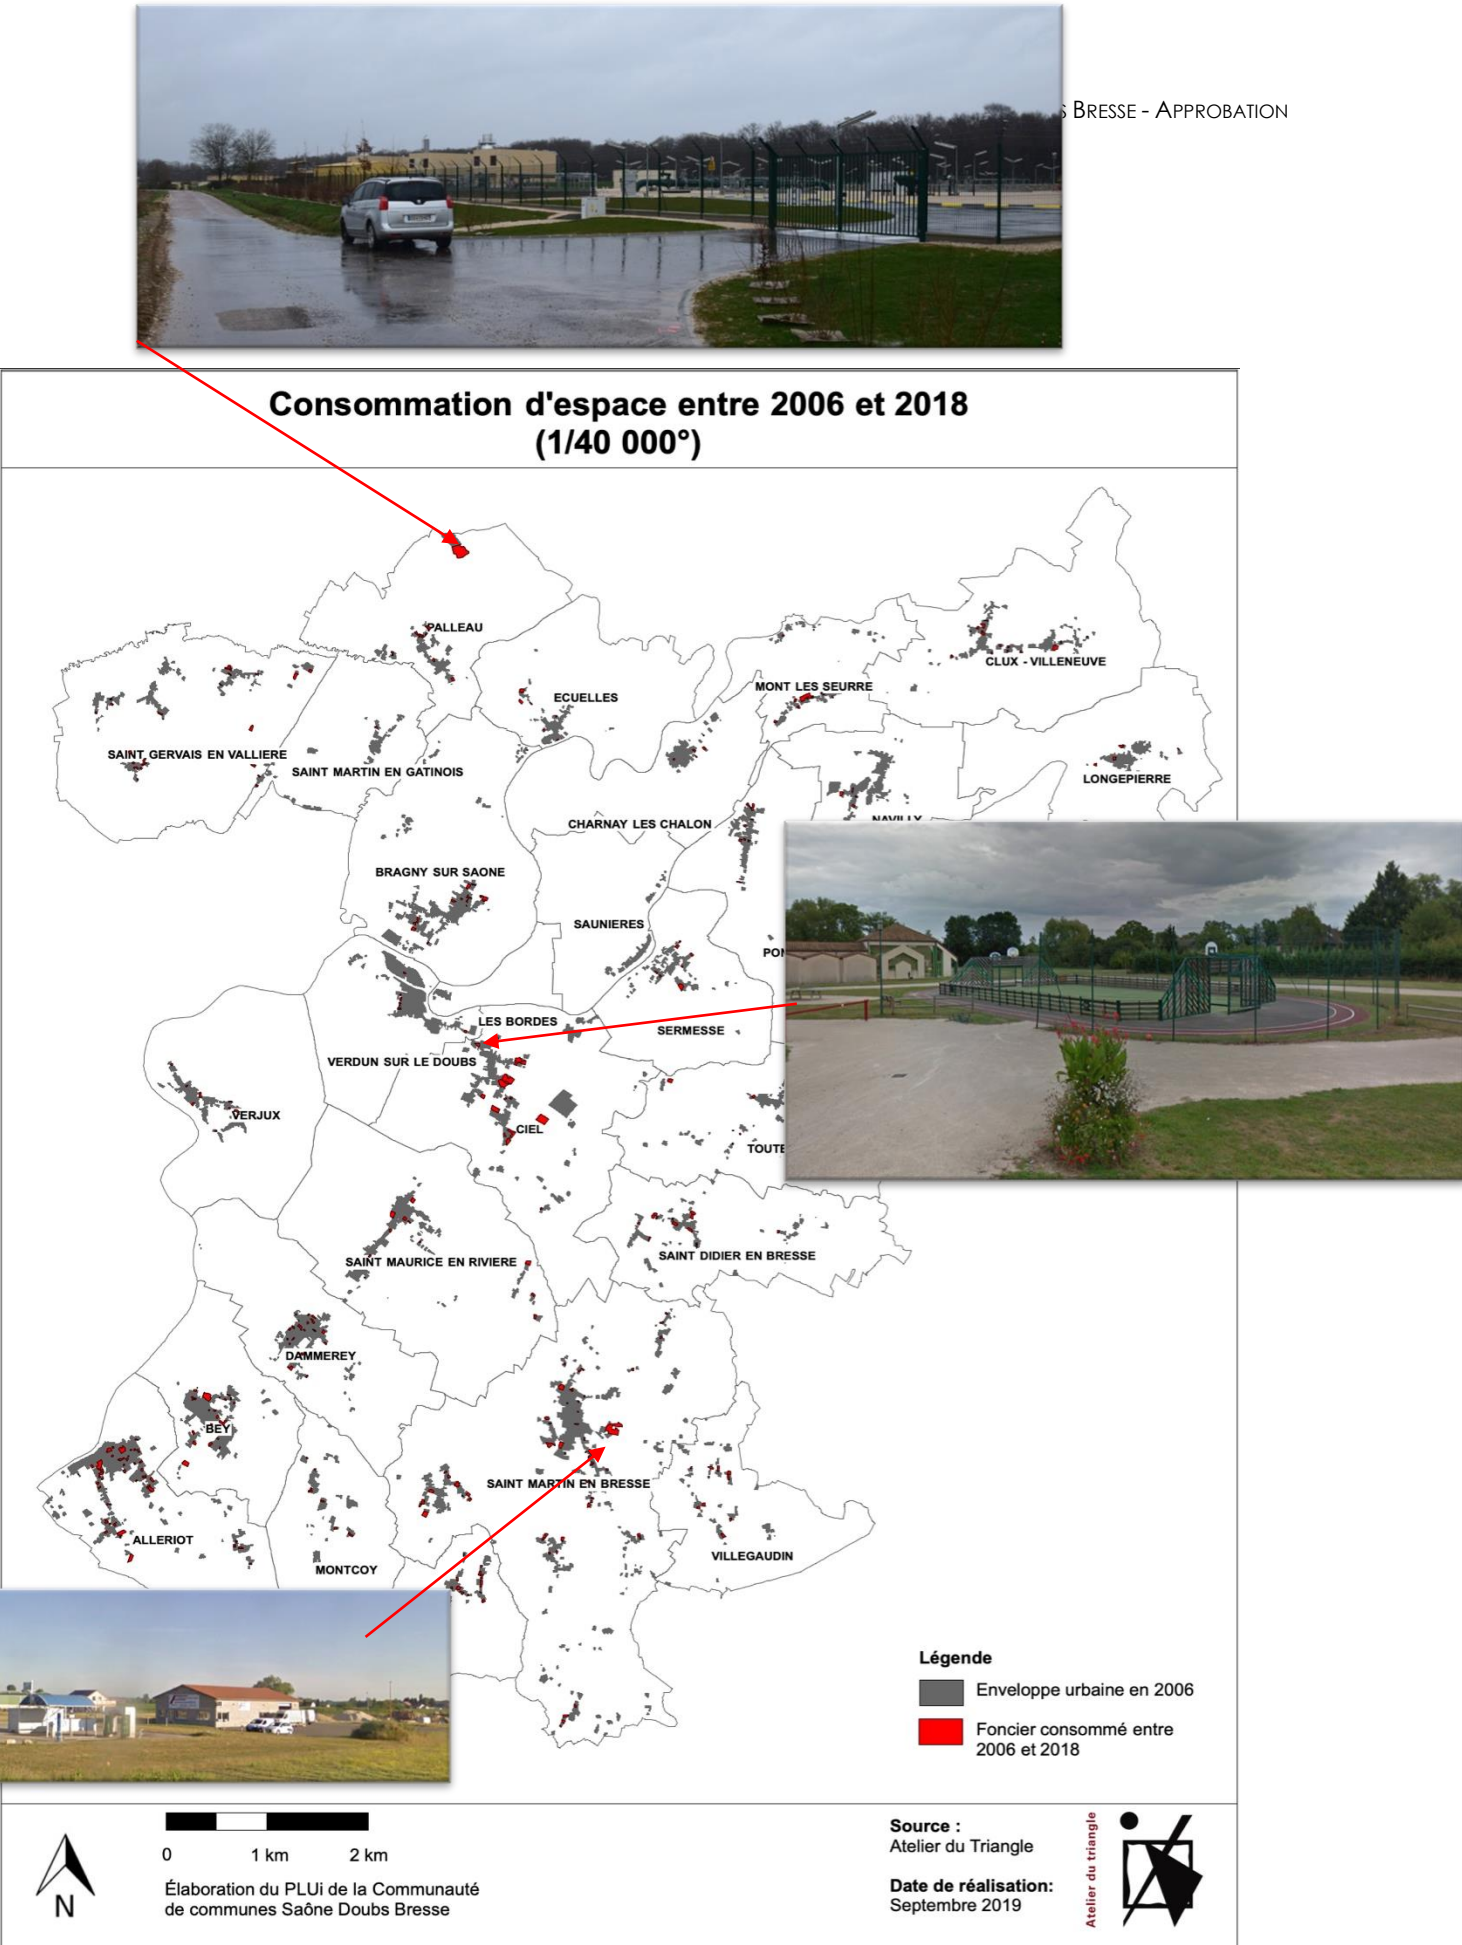 BRESSE - APPROBATION
Consommation d'espace entre 2006 et 2018
(1/40 000°)
PALLEAU
CLUX - VILLENEUVE
MONT LES SEURRE
ECUELLES
SAINT GERVAIS EN VALLIERE
SAINT MARTIN EN GATINOIS
LONGEPIERRE
NAVILLY
CHARNAY LES CHALON
BRAGNY SUR SAONE
SAUNIERES
LES BORDES
SERMESSE
VERDUN SUR LE DOUBS
VERJUX
CIEL
TOUTE
SAINT DIDIER EN BRESSE
SAINT MAURICE EN RIVIERE
DAMMEREY
BEY
SAINT MARTIN EN BRESSE
ALLERIOT
VILLEGAUDIN
MONTCOY
Légende
Enveloppe urbaine en 2006
Foncier consommé entre
2006 et 2018
0 1 km 2 km
N
Élaboration du PLUi de la Communauté
de communes Saône Doubs Bresse
Source :
Atelier du Triangle
Date de réalisation:
Septembre 2019
Atelier du triangle